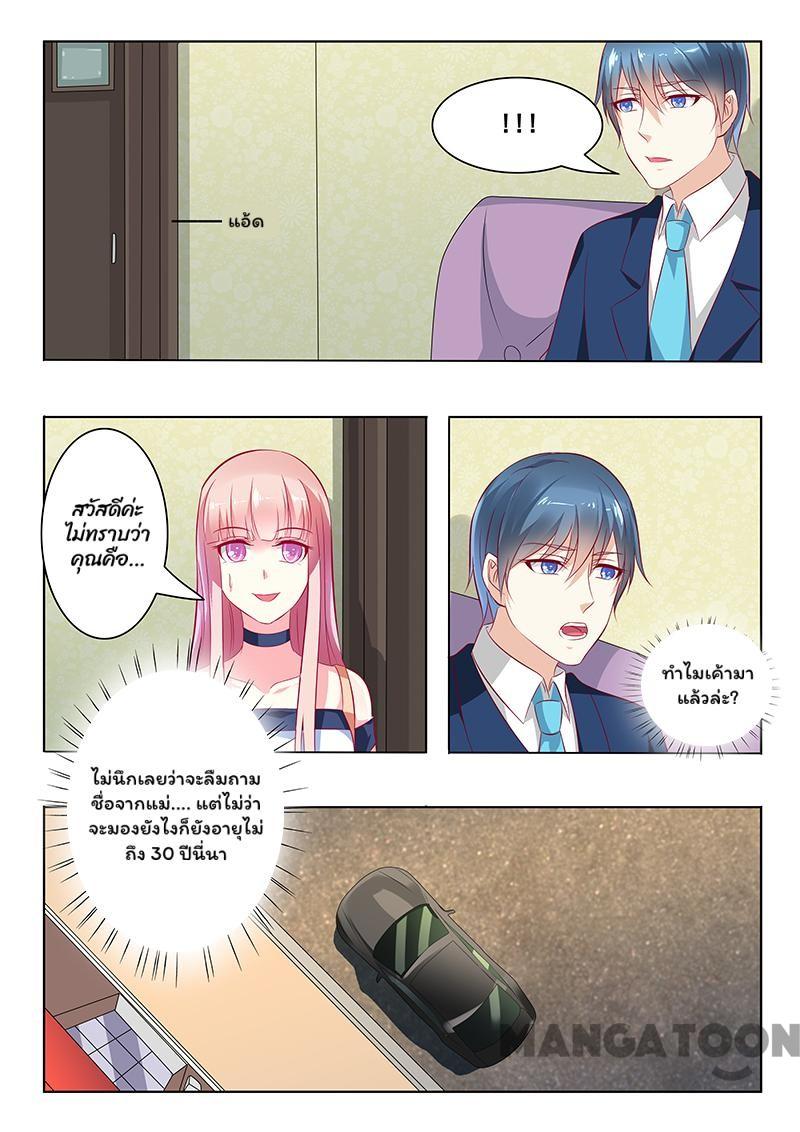 !!!
แอ้ด
สวัสดีค่ะ
ไม่ทราบว่า
คุณคือ...
ทำไมเค้ามา
แล้วล่ะ?
ไม่นึกเลยว่าจะลืมถาม
ชื่อจากแม่.... แต่ไม่ว่า
จะมองยังไงก็ยังอายุไม่
ถึง 30 ปีนี่นา
MANGATOON